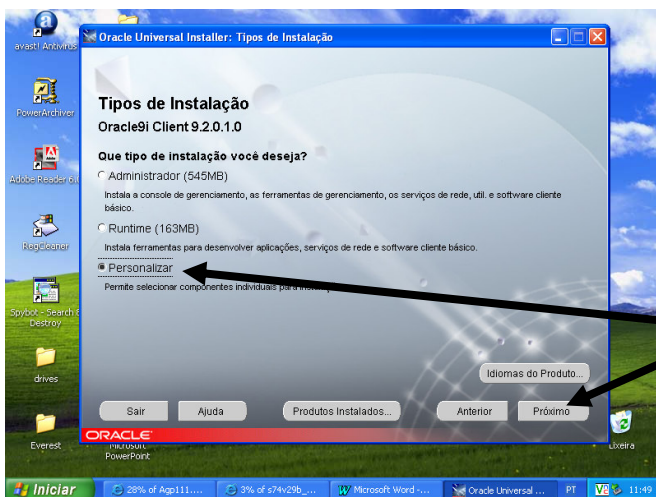 avast! Antivirus
PowerArchiver
Adobe Reader 6.0
RegCleaner
Spybot - Search &
Destroy
drives
Everest
Microsoft
PowerPoint
Lixeira
Oracle Universal Installer: Tipos de Instalação
Tipos de Instalação
Oracle9i Client 9.2.0.1.0
Que tipo de instalação você deseja?
Administrador (545MB)
Instala a console de gerenciamento, as ferramentas de gerenciamento, os serviços de rede, util. e software cliente
básico.
Runtime (163MB)
Instala ferramentas para desenvolver aplicações, serviços de rede e software cliente básico.
Personalizar
Permite selecionar componentes individuais para
Idiomas do Produto...
Sair Ajuda Produtos Instalados... Anterior Próximo
ORACLE
Iniciar 28% of Agp111.... 3% of s74v29b_... Microsoft Word -... Oracle Universal ... PT 11:49